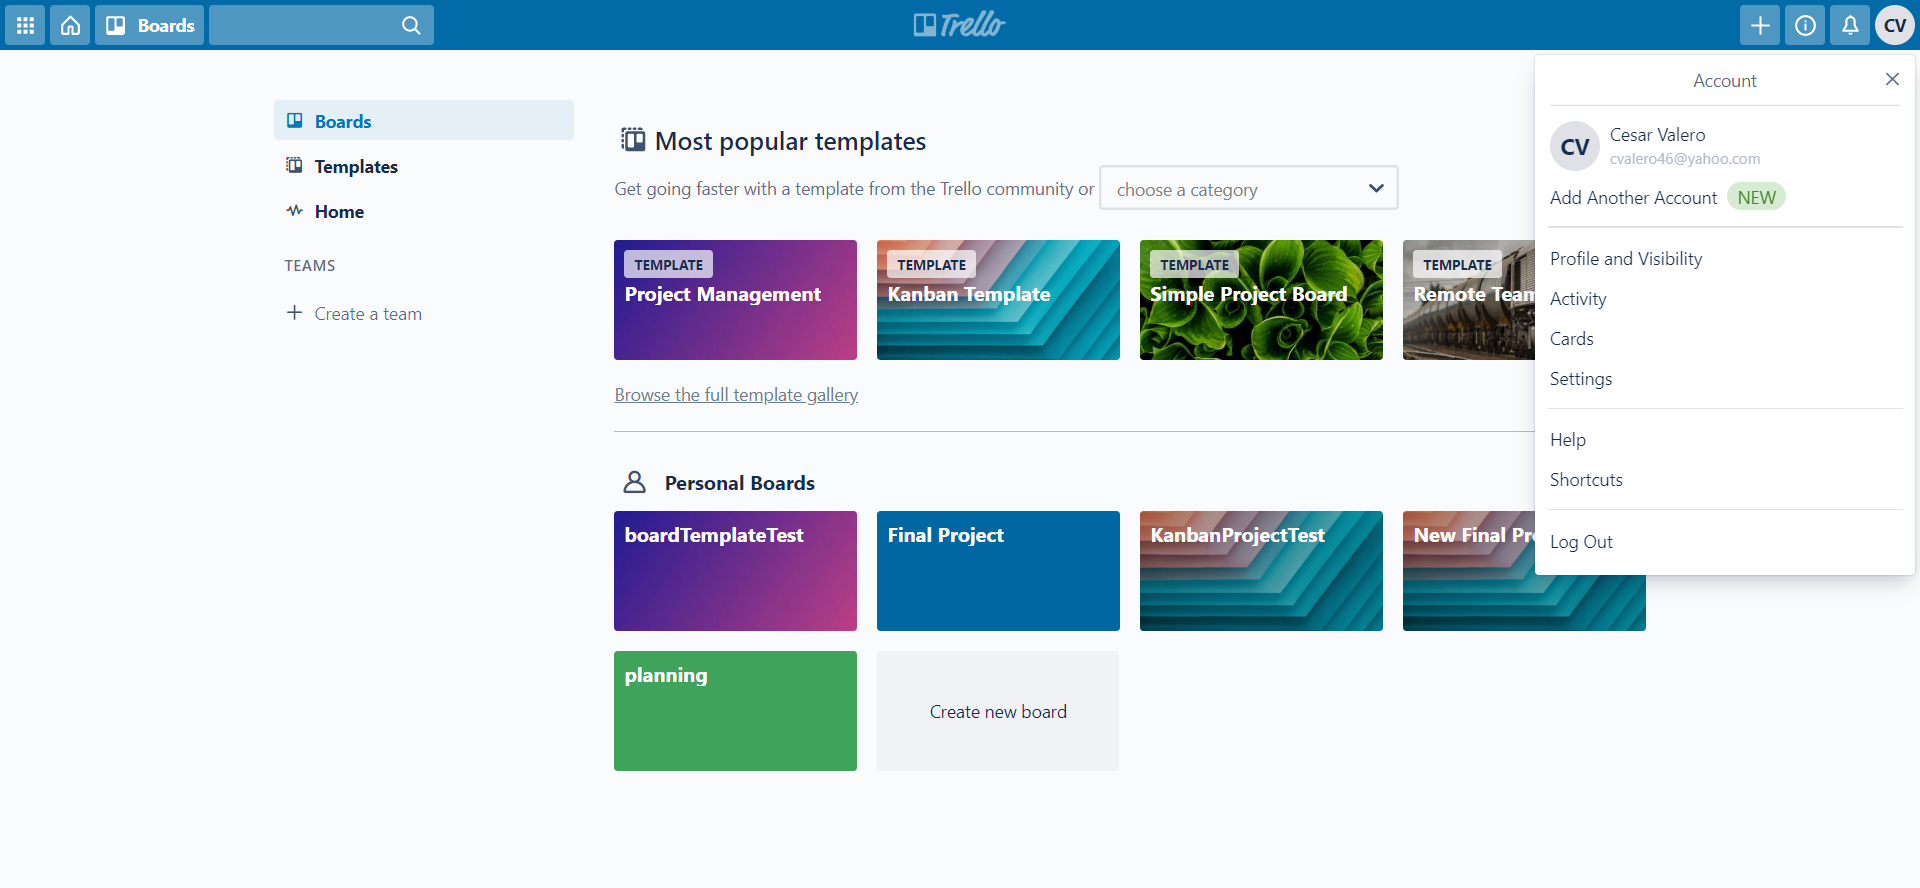 Boards
Trello
CV
Account
CV
Cesar Valero
cvalero46@yahoo.com
Add Another Account NEW
Profile and Visibility
Activity
Cards
Settings
Help
Shortcuts
Log Out
Boards
Templates
Home
TEAMS
Create a team
Most popular templates
Get going faster with a template from the Trello community or choose a category
TEMPLATE
Project Management
TEMPLATE
Kanban Template
TEMPLATE
Simple Project Board
TEMPLATE
Remote Team
Browse the full template gallery
Personal Boards
boardTemplateTest
Final Project
KanbanProjectTest
New Final Pro
planning
Create new board